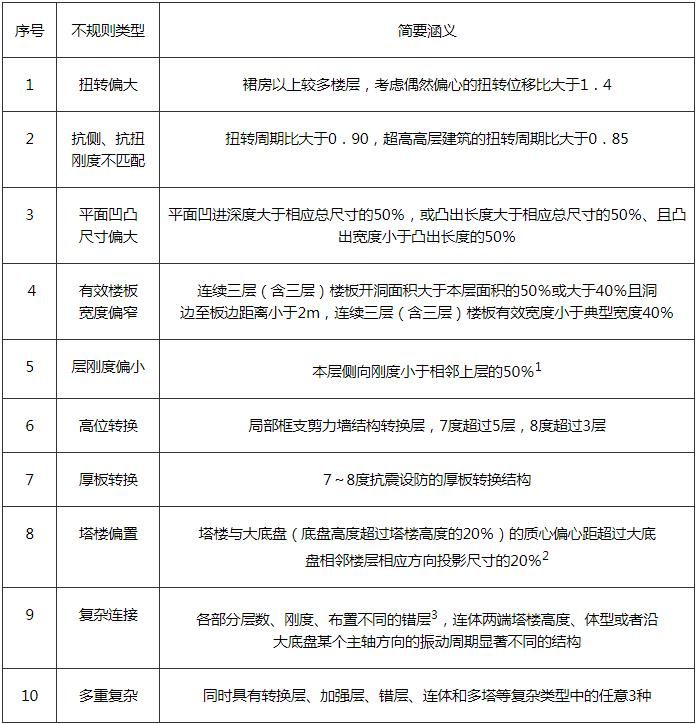 序号 不规则类型 简要涵义
1 扭转偏大 裙房以上较多楼层，考虑偶然偏心的扭转位移比大于1．4
2 抗侧、抗扭
刚度不匹配 扭转周期比大于0．90，超高高层建筑的扭转周期比大于0．85
3 平面凹凸
尺寸偏大 平面凹进深度大于相应总尺寸的50%，或凸出长度大于相应总尺寸的50%、且凸
出宽度小于凸出长度的50%
4 有效楼板
宽度偏窄 连续三层（含三层）楼板开洞面积大于本层面积的50%或大于40%且洞
边至板边距离小于2m，连续三层（含三层）楼板有效宽度小于典型宽度40%
5 层刚度偏小 本层侧向刚度小于相邻上层的50%1
6 高位转换 局部框支剪力墙结构转换层，7度超过5层，8度超过3层
7 厚板转换 7～8度抗震设防的厚板转换结构
8 塔楼偏置 塔楼与大底盘（底盘高度超过塔楼高度的20%）的质心偏心距超过大底
盘相邻楼层相应方向投影尺寸的20%2
9 复杂连接 各部分层数、刚度、布置不同的错层3，连体两端塔楼高度、体型或者沿
大底盘某个主轴方向的振动周期显著不同的结构
10 多重复杂 同时具有转换层、加强层、错层、连体和多塔等复杂类型中的任意3种